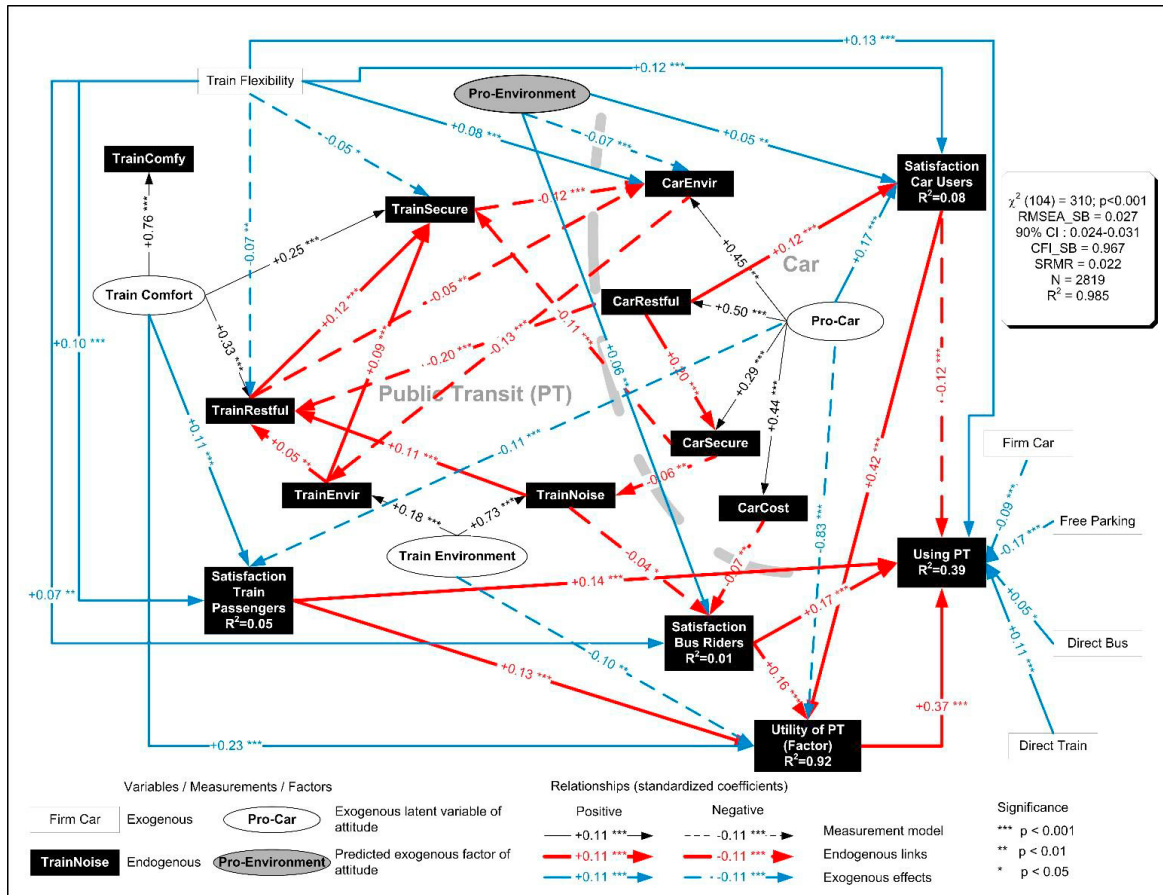 +0.13 ***
+0.12 ***
Train Flexibility
Pro-Environment
-0.05 *
+0.08 ***
-0.07 ***
+0.05 **
TrainComfy
CarEnvir
Satisfaction
Car Users
R²=0.08
TrainSecure
-0.12 ***
χ² (104) = 310; p<0.001
RMSEA_SB = 0.027
90% CI : 0.024-0.031
CFI_SB = 0.967
SRMR = 0.022
N = 2819
R² = 0.985
+0.76 ***
-0.07 **
+0.25 ***
+0.45 ***
+0.12 ***
+0.17 ***
Car
Train Comfort
-0.05 **
CarRestful
+0.50 ***
Pro-Car
+0.33 ***
+0.12 ***
+0.09 ***
-0.13 ***
-0.11 ***
+0.10 ***
-0.20 ***
+0.06 **
+0.20 ***
+0.29 ***
+0.44 ***
-0.12 ***
Public Transit (PT)
TrainRestful
+0.11 ***
-0.11 ***
CarSecure
+0.42 ***
Firm Car
+0.05 **
+0.11 ***
-0.06 **
-0.09 ***
TrainEnvir
TrainNoise
CarCost
+0.18 ***
+0.73 ***
-0.83 ***
-0.17 ***
Free Parking
Train Environment
-0.04 *
-0.07 **
Using PT
R²=0.39
Satisfaction
Train
Passengers
R²=0.05
+0.14 ***
+0.07 **
+0.17 ***
+0.05 *
Satisfaction
Bus Riders
R²=0.01
Direct Bus
+0.11 ***
-0.10 **
+0.16 ***
+0.13 ***
+0.37 ***
+0.23 ***
Utility of PT
(Factor)
R²=0.92
Direct Train
Variables / Measurements / Factors
Relationships (standardized coefficients)
Positive
Negative
Significance
Firm Car
Exogenous
Pro-Car
Exogenous latent variable of
attitude
+0.11 ***
-0.11 ***
Measurement model
*** p < 0.001
TrainNoise
Endogenous
Pro-Environment
Predicted exogenous factor of
attitude
+0.11 ***
-0.11 ***
Endogenous links
** p < 0.01
+0.11 ***
-0.11 ***
Exogenous effects
* p < 0.05